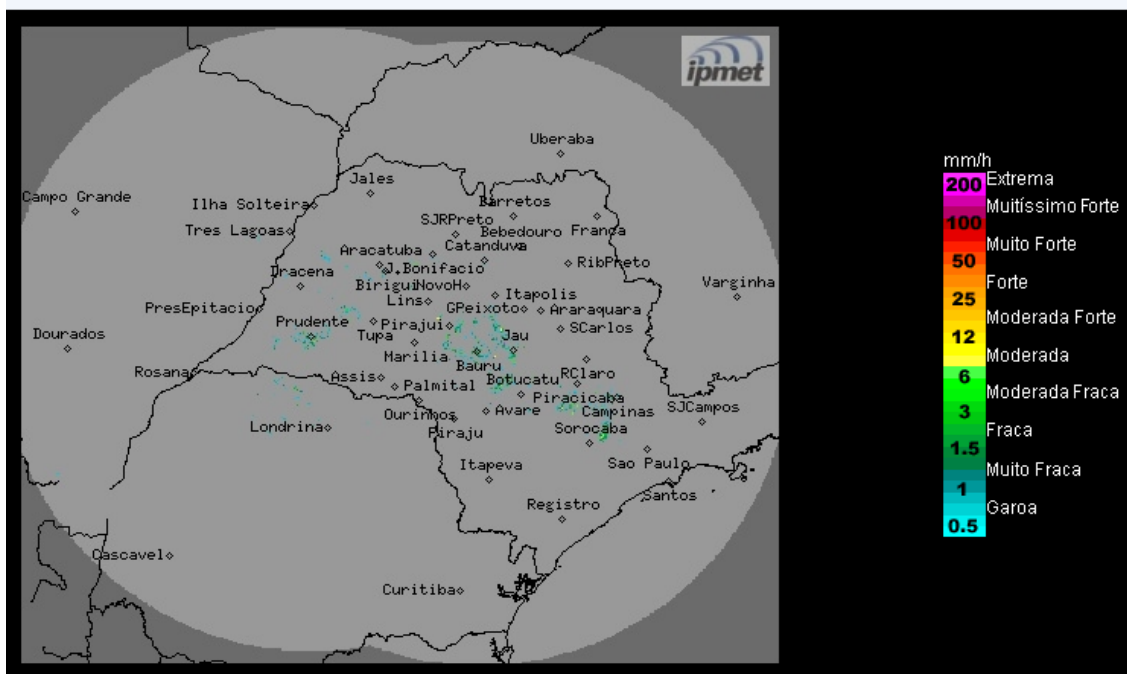 ipmet
Uberaba
Jales
Campo Grande
Ilha Solteira
Barretos
SJRPreto
Tres Lagoas
Bebedouro Franca
Catanduva
Aracatuba
J.Bonifacio
RibPreto
Dracena
Birigui NovoH
Varginha
Lins
Itapolis
PresEpitacio
GPeixoto
Araraquara
Prudente
Pirajui
SCarlos
Dourados
Tupa
Jau
Marilia
Bauru
Rosana
Assis
Botucatu
RClaro
Palmital
Piracicaba
Ourinhos
Avare
Campinas
SJCampos
Londrina
Piraju
Sorocaba
Itapeva
Sao Paulo
Santos
Registro
Cascavel
Curitiba
mm/h
200 Extrema
Muitíssimo Forte
100
Muito Forte
50
Forte
25
Moderada Forte
12
Moderada
6
Moderada Fraca
3
Fraca
1.5
Muito Fraca
1
Garoa
0.5